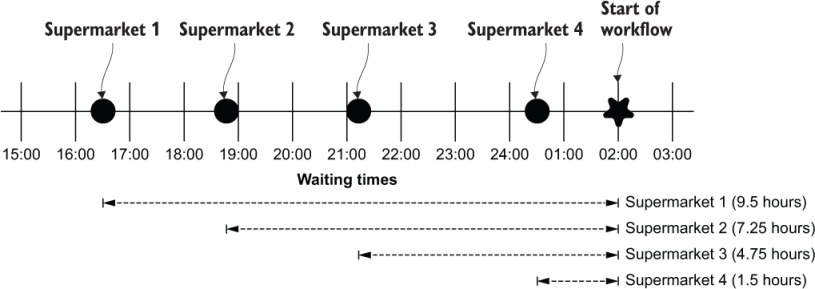 Supermarket 1 Supermarket 2 Supermarket 3 Supermarket 4 Start of
workflow
15:00 16:00 17:00 18:00 19:00 20:00 21:00 22:00 23:00 24:00 01:00 02:00 03:00
Waiting times
Supermarket 1 (9.5 hours)
Supermarket 2 (7.25 hours)
Supermarket 3 (4.75 hours)
Supermarket 4 (1.5 hours)